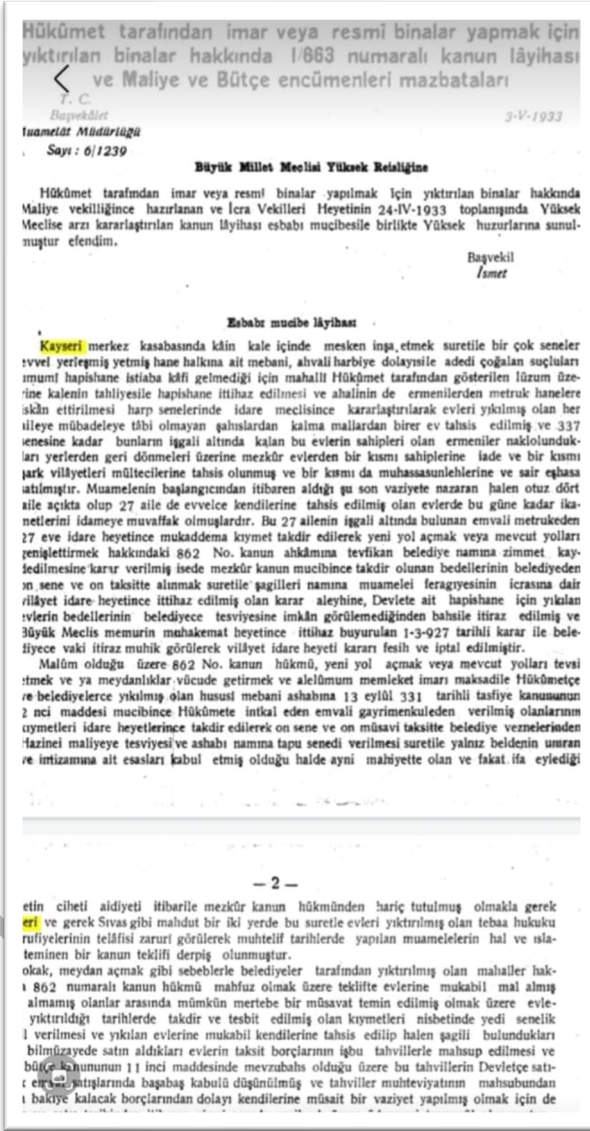 Hükûmet tarafından imar veya resmî binalar yapmak için
yıktırılan binalar hakkında 1/663 numaralı kanun lâyihası
ve Maliye ve Bütçe encümenleri mazbataları
T. C.
Başvekâlet
3-V-1933
uamelât Müdürlüğü
Sayı : 6/1239
Büyük Millet Meclisi Yüksek Reisliğine
Hükûmet tarafından imar veya resmî binalar yapılmak için yıktırılan binalar hakkında
Maliye vekilliğince hazırlanan ve İcra Vekilleri Heyetinin 24-IV-1933 toplanışında Yüksek
Meclise arzı kararlaştırılan kanun lâyihası esbabı mucibesile birlikte Yüksek huzurlarına sunul-
muştur efendim.
Başvekil
İsmet
Esbabı mucibe lâyihası
Kayseri merkez kasabasında kâin kale içinde mesken inşa etmek suretile bir çok seneler
evvel yerleşmiş yetmiş hane halkına ait mebani, ahvali harbiye dolayısile adedi çoğalan suçluları
umumî hapishane istiaba kâfi gelmediği için mahallî Hükûmet tarafından gösterilen lüzum üze-
rine kalenin tahliyesile hapishane ittihaz edilmesi ve ahalinin de ermenilerden metruk hanelere
iskân ettirilmesi harp senelerinde idare meclisince kararlaştırılarak evleri yıkılmış olan her
aileye mübadeleye tâbi olmayan şahıslardan kalma mallardan birer ev tahsis edilmiş ve 337
senesine kadar bunların işgali altında kalan bu evlerin sahipleri olan ermeniler naklolunduk-
ları yerlerden geri dönmeleri üzerine mezkûr evlerden bir kısmı sahiplerine iade ve bir kısmı
şark vilâyetleri mültecilerine tahsis olunmuş ve bir kısmı da muhassasunlehlerine ve sair eşhasa
satılmıştır. Muamelenin başlangıcından itibaren aldığı şu son vaziyete nazaran halen otuz dört
aile açıkta olup 27 aile de evvelce kendilerine tahsis edilmiş olan evlerde bu güne kadar ika-
metlerini idameye muvaffak olmuşlardır. Bu 27 ailenin işgali altında bulunan emvali metrukeden
27 eve idare heyetince mukaddema kıymet takdir edilerek yeni yol açmak veya mevcut yolları
genişlettirmek hakkındaki 862 No. kanun ahkâmına tevfikan belediye namına zimmet kay-
dedilmesine karar verilmiş isede mezkûr kanun mucibince takdir olunan bedellerinin belediyeden
on sene ve on taksitte alınmak suretile şagilleri namına muamelei feragıyesinin icrasına dair
vilâyet idare heyetince ittihaz edilmiş olan karar aleyhine, Devlete ait hapishane için yıkılan
evlerin bedellerinin belediyece tesviyesine imkân görülemediğinden bahsile itiraz edilmiş ve
Büyük Meclis memurin muhakemat heyetince ittihaz buyurulan 1-3-927 tarihli karar ile bele-
diyece vaki itiraz muhik görülerek vilâyet idare heyeti kararı fesih ve iptal edilmiştir.
Malûm olduğu üzere 862 No. kanun hükmü, yeni yol açmak veya mevcut yolları tevsi
etmek ve ya meydanlıklar vücude getirmek ve alelûmum memleket imarı maksadile Hükûmetçe
ve belediyelerce yıkılmış olan hususî mebani ashabına 13 eylûl 331 tarihli tasfiye kanununun
2 nci maddesi mucibince Hükûmete intikal eden emvali gayrimenkuleden verilmiş olanlarının
kıymetleri idare heyetlerince takdir edilerek on sene ve on müsavi taksitte belediye veznelerinden
Hazinei maliyeye tesviyesi ve ashabı namına tapu senedi verilmesi suretile yalnız beldenin umran
ve intizamına ait esasları kabul etmiş olduğu halde ayni mahiyette olan ve fakat ifa eylediği
— 2 —
etin ciheti aidiyeti itibarile mezkûr kanun hükmünden hariç tutulmuş olmakla gerek
eri ve gerek Sıvas gibi mahdut bir iki yerde bu suretle evleri yıktırılmış olan tebaa hukuku
rufiyelerinin telâfisi zarurî görülerek muhtelif tarihlerde yapılan muamelelerin hal ve ısla-
teminen bir kanun teklifi derpiş olunmuştur.
okak, meydan açmak gibi sebeblerle belediyeler tarafından yıktırılmış olan mahaller hak-
862 numaralı kanun hükmü mahfuz olmak üzere teklifte evlerine mukabil mal almış
almamış olanlar arasında mümkün mertebe bir müsavat temin edilmiş olmak üzere evle-
yıktırıldığı tarihlerde takdir ve tesbit edilmiş olan kıymetleri nisbetinde yedi senelik
l verilmesi ve yıkılan evlerine mukabil kendilerine tahsis edilip halen şagili bulundukları
bilmüzayede satın aldıkları evlerin taksit borçlarının işbu tahvillerle mahsup edilmesi ve
bütçe kanununun 11 inci maddesinde mevzubahs olduğu üzere bu tahvillerin Devletçe satı-
satışlarında başabaş kabulü düşünülmüş ve tahviller muhteviyatının mahsubundan
bakiye kalacak borçlarından dolayı kendilerine müsait bir vaziyet yapılmış olmak için de